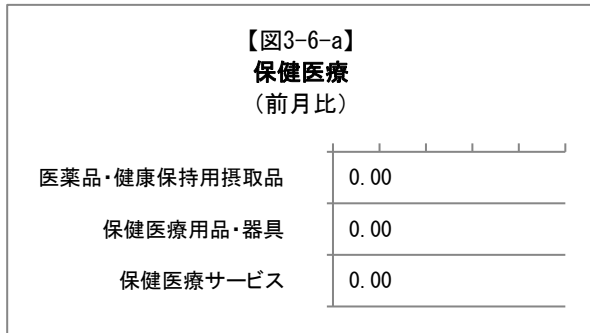 【図3-6-a】
保健医療
（前月比）
医薬品・健康保持用摂取品 0.00
保健医療用品・器具 0.00
保健医療サービス 0.00